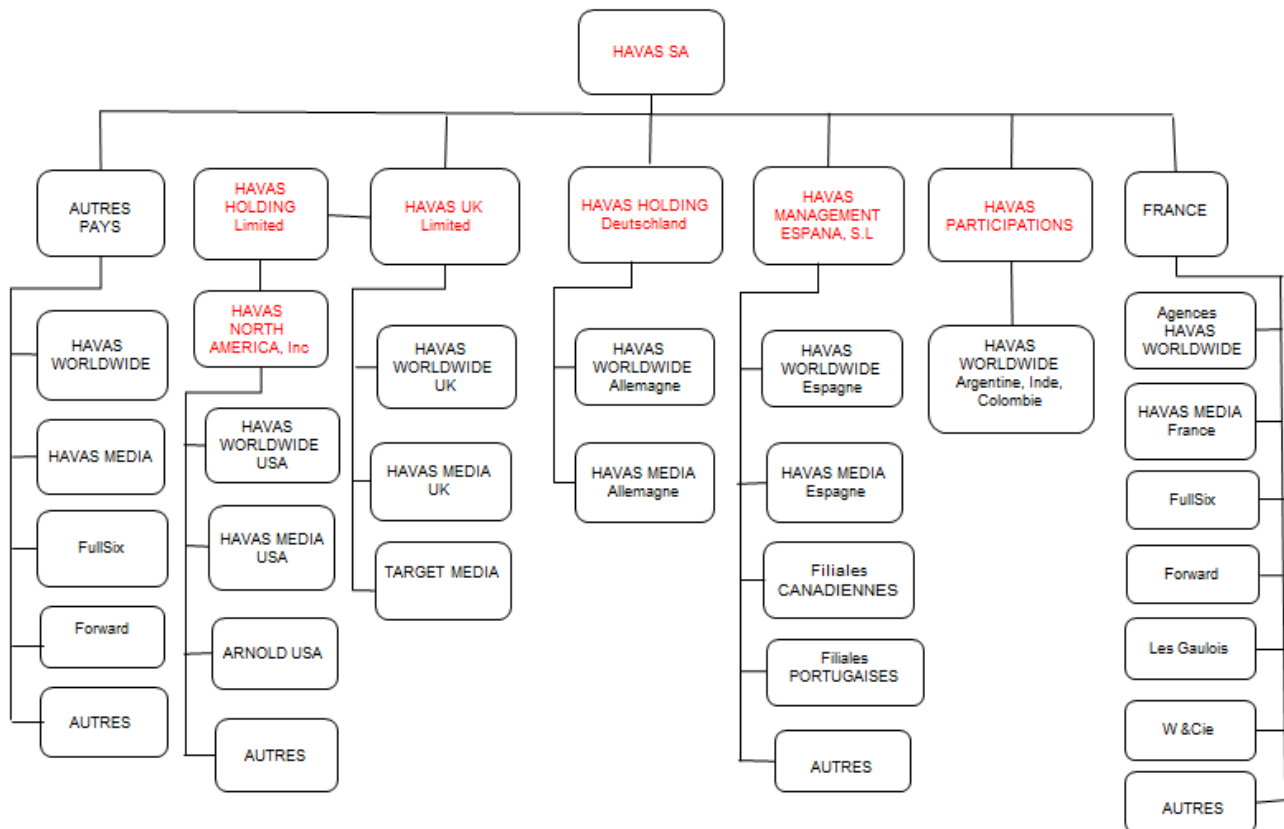 HAVAS SA
AUTRES
PAYS
HAVAS
HOLDING
Limited
HAVAS UK
Limited
HAVAS HOLDING
Deutschland
HAVAS
MANAGEMENT
ESPANA, S.L
HAVAS
PARTICIPATIONS
FRANCE
HAVAS
WORLDWIDE
HAVAS MEDIA
FullSix
Forward
AUTRES
HAVAS
NORTH
AMERICA, Inc
HAVAS
WORLDWIDE
USA
HAVAS MEDIA
USA
ARNOLD USA
AUTRES
HAVAS
WORLDWIDE
UK
HAVAS MEDIA
UK
TARGET MEDIA
HAVAS
WORLDWIDE
Allemagne
HAVAS MEDIA
Allemagne
HAVAS
WORLDWIDE
Espagne
HAVAS MEDIA
Espagne
Filiales
CANADIENNES
Filiales
PORTUGAISES
AUTRES
HAVAS
WORLDWIDE
Argentine, Inde,
Colombie
Agences
HAVAS
WORLDWIDE
HAVAS MEDIA
France
FullSix
Forward
Les Gaulois
W &Cie
AUTRES